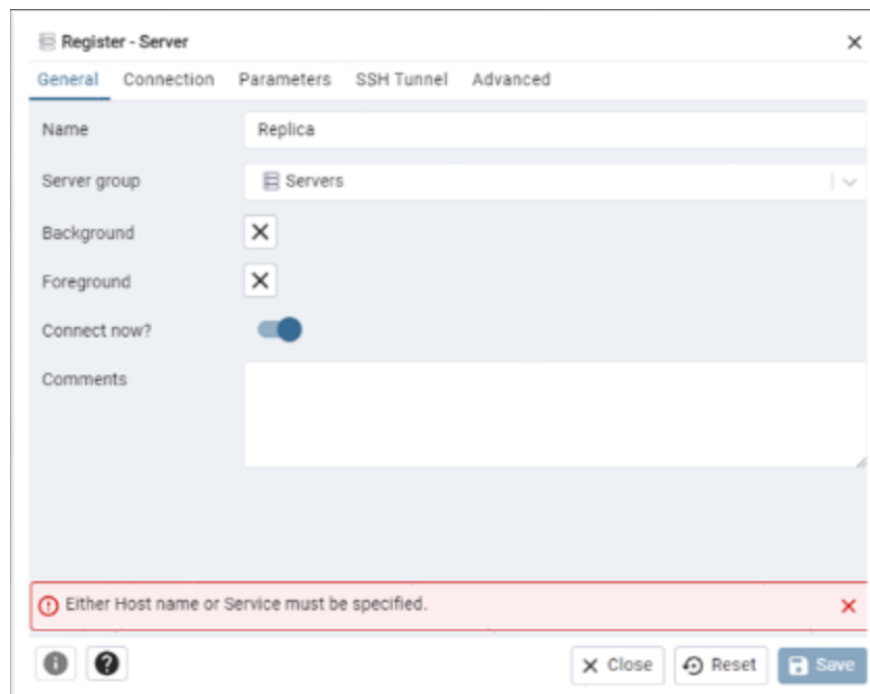 Register - Server
General Connection Parameters SSH Tunnel Advanced
Name Replica
Server group Servers
Background
Foreground
Connect now?
Comments
Either Host name or Service must be specified.
Close Reset Save